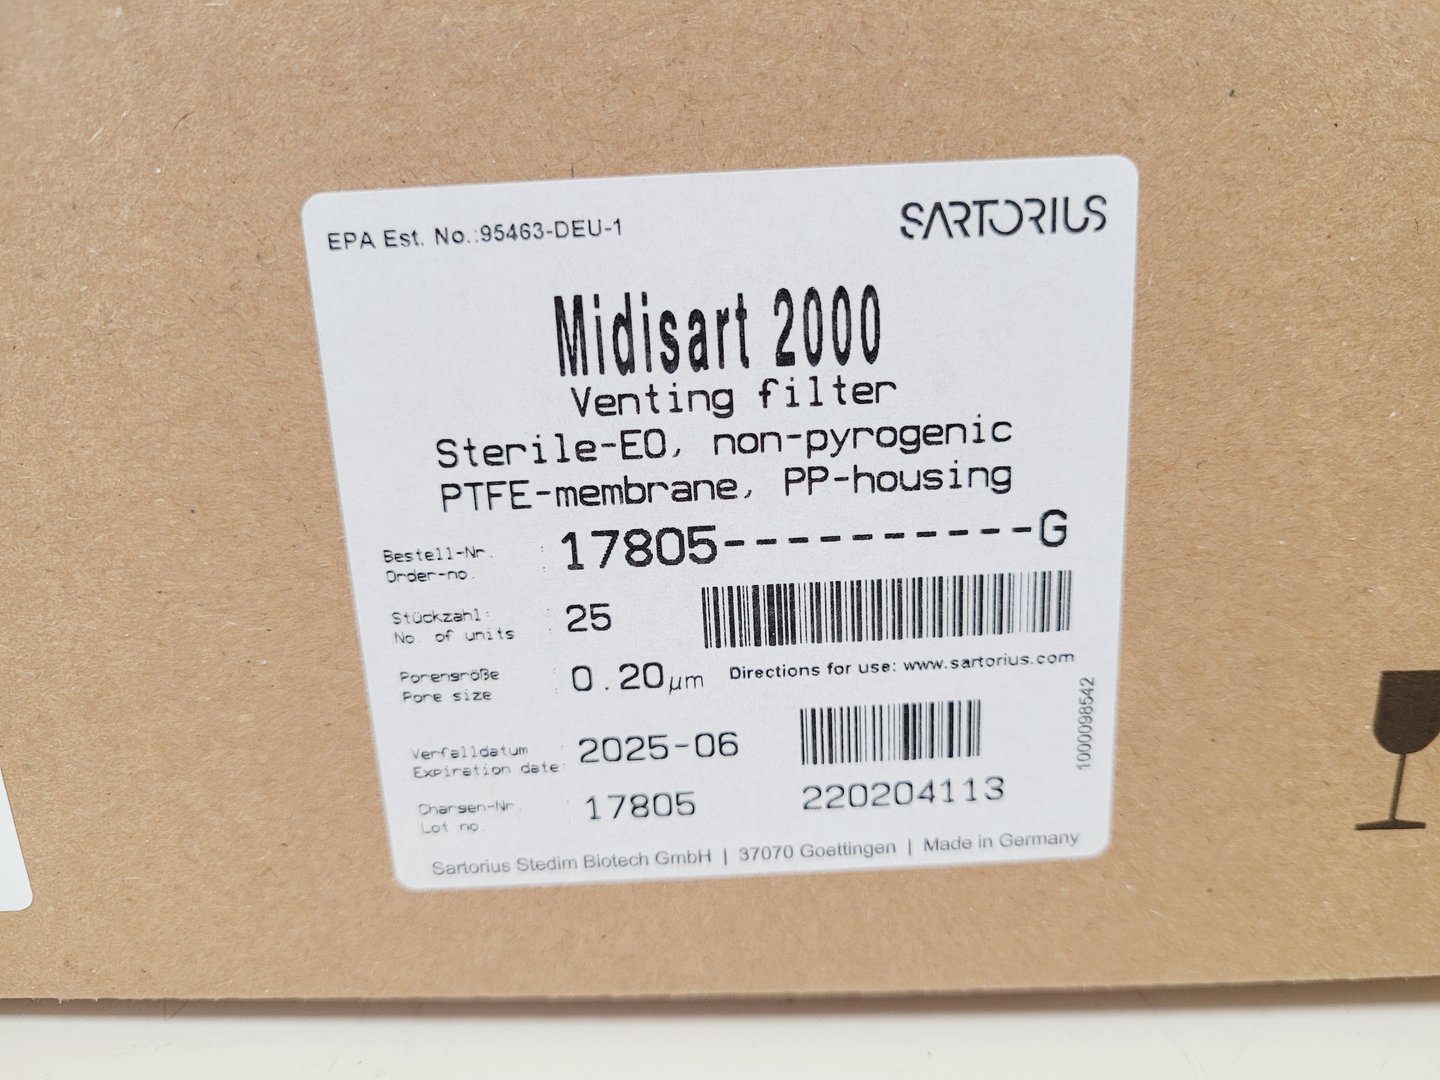 EPA Est. No.:95463-DEU-1
SARTORIUS
Midisart 2000
Venting filter
Sterile-EO, non-pyrogenic
PTFE-membrane, PP-housing
Bestell-Nr. : 17805-----------G
Order-no.
Stückzahl: 25
No. of units
Porensröße 0.20µm Directions for use: www.sartorius.com
Pore size
Verfalldatum 2025-06
Expiration date:
Charsen-Nr. 17805 220204113
Lot no.
1000098542
Sartorius Stedim Biotech GmbH | 37070 Goettingen | Made in Germany